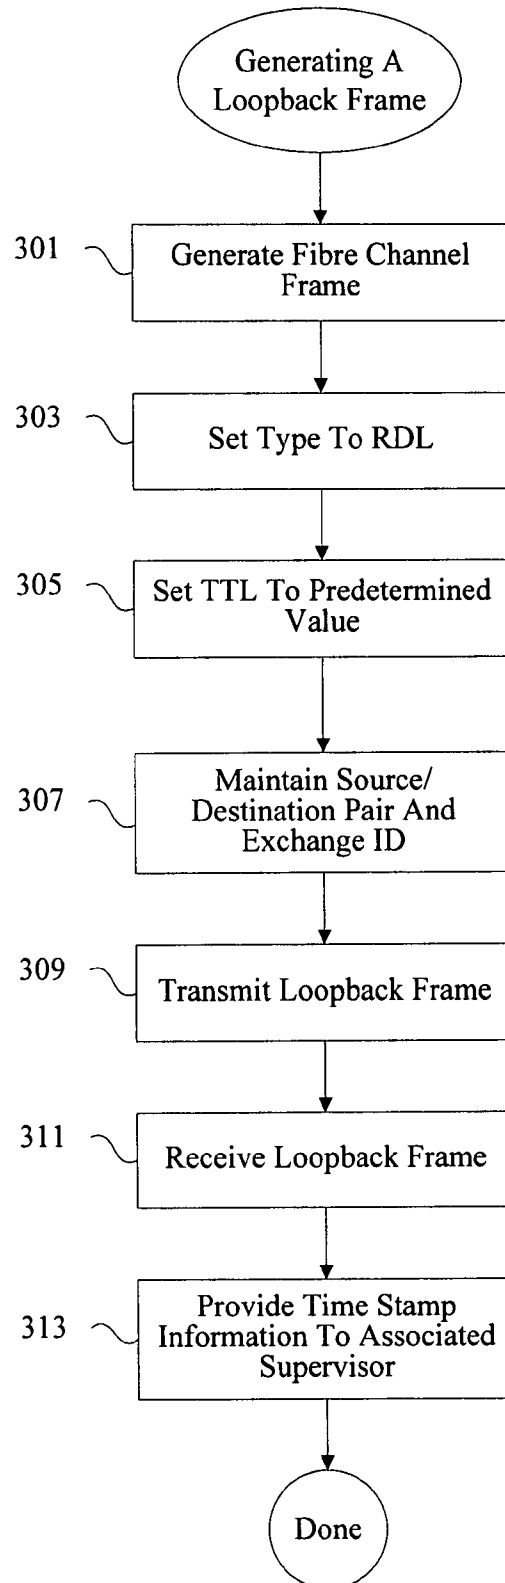 Generating A
Loopback Frame
301
Generate Fibre Channel
Frame
303
Set Type To RDL
305
Set TTL To Predetermined
Value
307
Maintain Source/
Destination Pair And
Exchange ID
309
Transmit Loopback Frame
311
Receive Loopback Frame
313
Provide Time Stamp
Information To Associated
Supervisor
Done